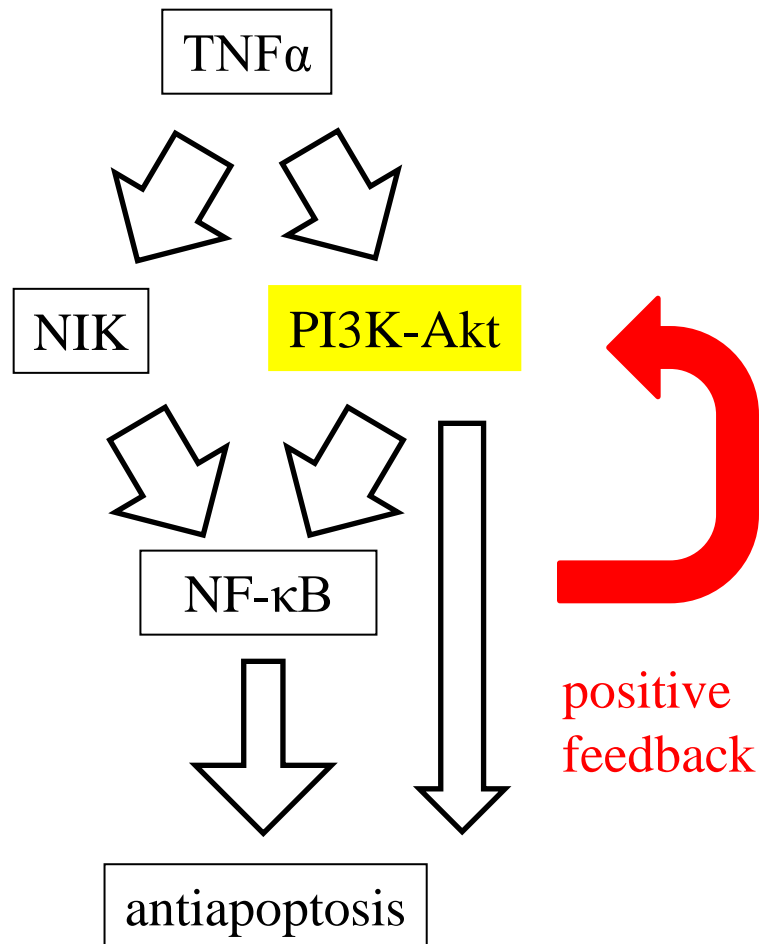 TNFα
NIK
PI3K-Akt
NF-κB
positive
feedback
antiapoptosis